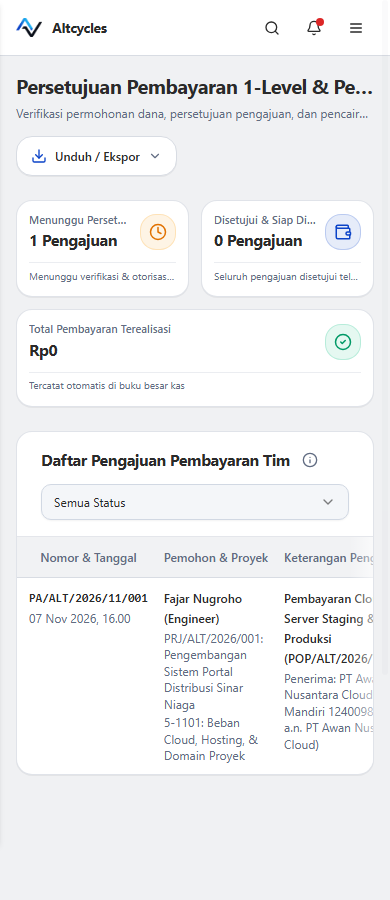 Altcycles
Persetujuan Pembayaran 1-Level & Pe...
Verifikasi permohonan dana, persetujuan pengajuan, dan pencair...
Unduh / Ekspor
Menunggu Perset...
1 Pengajuan
Menunggu verifikasi & otorisas...
Disetujui & Siap Di...
0 Pengajuan
Seluruh pengajuan disetujui tel...
Total Pembayaran Terealisasi
Rp0
Tercatat otomatis di buku besar kas
Daftar Pengajuan Pembayaran Tim
Semua Status
Nomor & Tanggal
Pemohon & Proyek
Keterangan Peng
PA/ALT/2026/11/001
07 Nov 2026, 16.00
Fajar Nugroho
(Engineer)
PRJ/ALT/2026/001:
Pengembangan
Sistem Portal
Distribusi Sinar
Niaga
5-1101: Beban
Cloud, Hosting, &
Domain Proyek
Pembayaran Clo
Server Staging &
Produksi
(POP/ALT/2026/
Penerima: PT Awa
Nusantara Cloud
Mandiri 1240098
a.n. PT Awan Nus
Cloud)